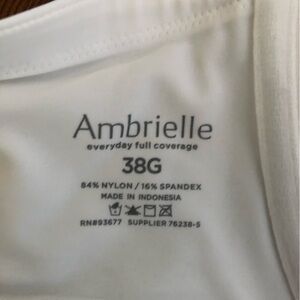 Ambrielle
everyday full coverage
38G
84% NYLON / 16% SPANDEX
MADE IN INDONESIA
RN#93677 SUPPLIER 76238-5